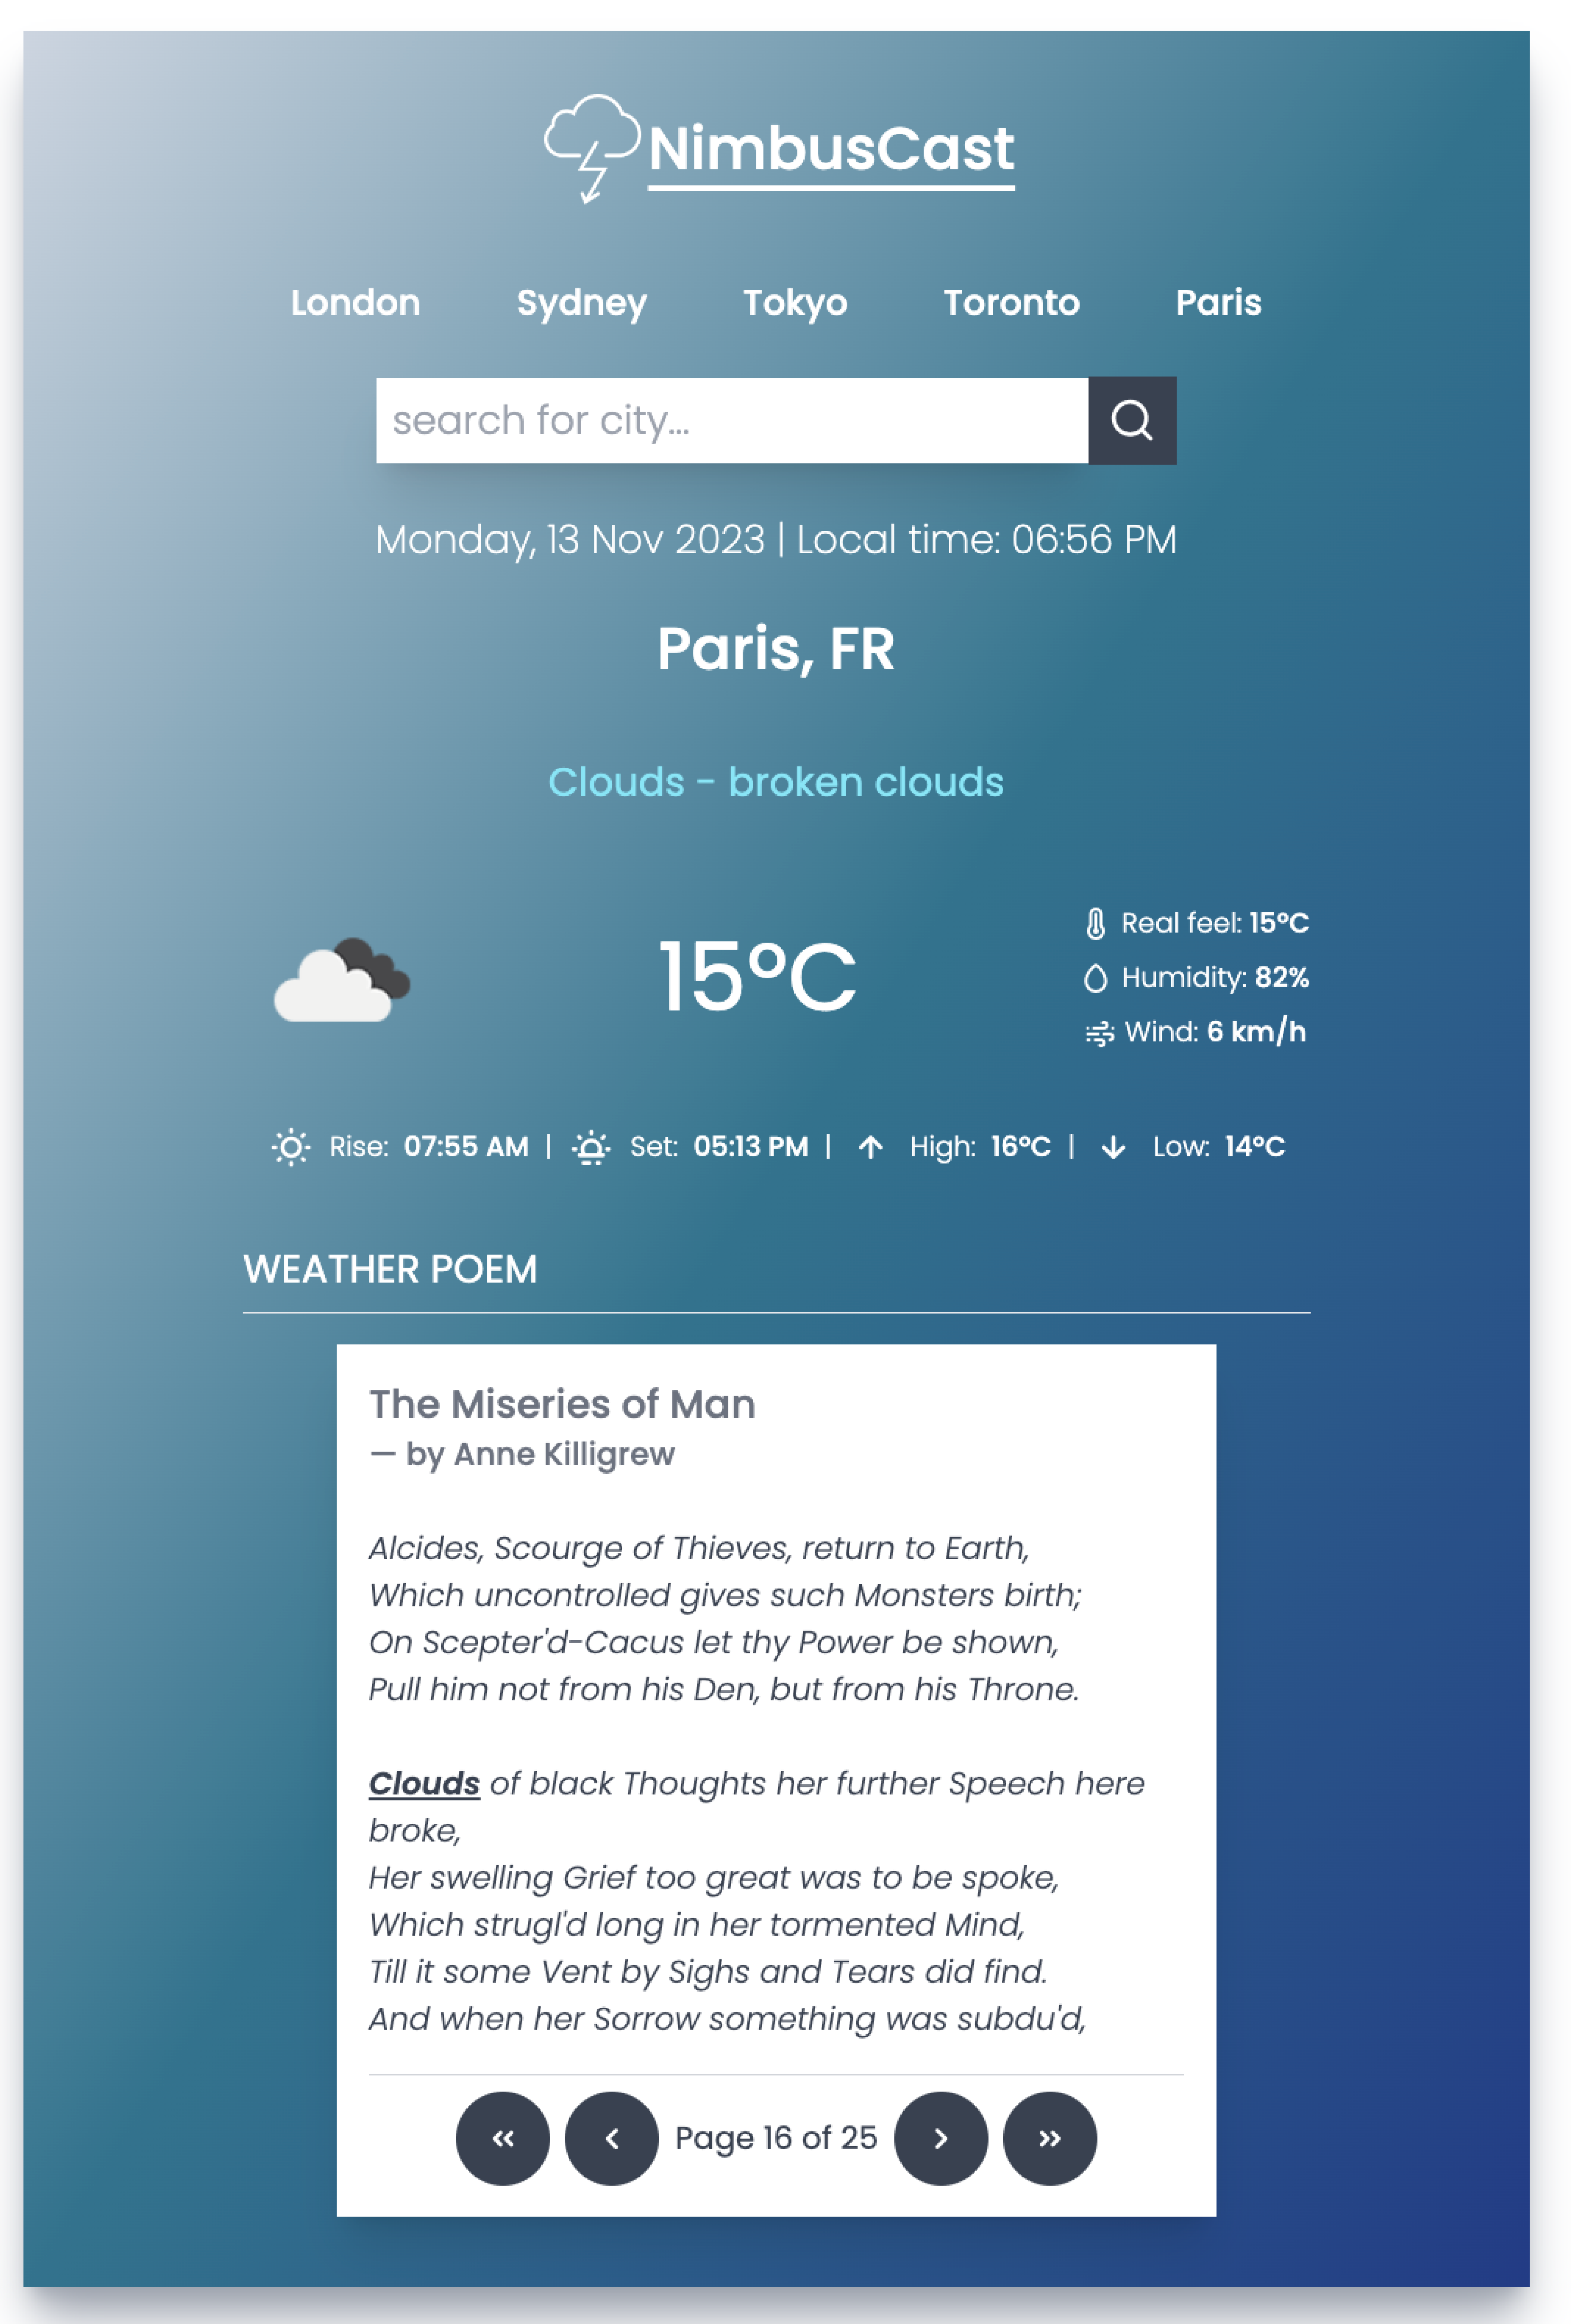 NimbusCast
London Sydney Tokyo Toronto Paris
search for city...
Monday, 13 Nov 2023 | Local time: 06:56 PM
Paris, FR
Clouds - broken clouds
15°C
Real feel: 15°C
Humidity: 82%
Wind: 6 km/h
Rise: 07:55 AM | Set: 05:13 PM | High: 16°C | Low: 14°C
WEATHER POEM
The Miseries of Man
— by Anne Killigrew
Alcides, Scourge of Thieves, return to Earth,
Which uncontrolled gives such Monsters birth;
On Scepter'd-Cacus let thy Power be shown,
Pull him not from his Den, but from his Throne.
Clouds of black Thoughts her further Speech here
broke,
Her swelling Grief too great was to be spoke,
Which strugl'd long in her tormented Mind,
Till it some Vent by Sighs and Tears did find.
And when her Sorrow something was subdu'd,
« ‹ Page 16 of 25 › »